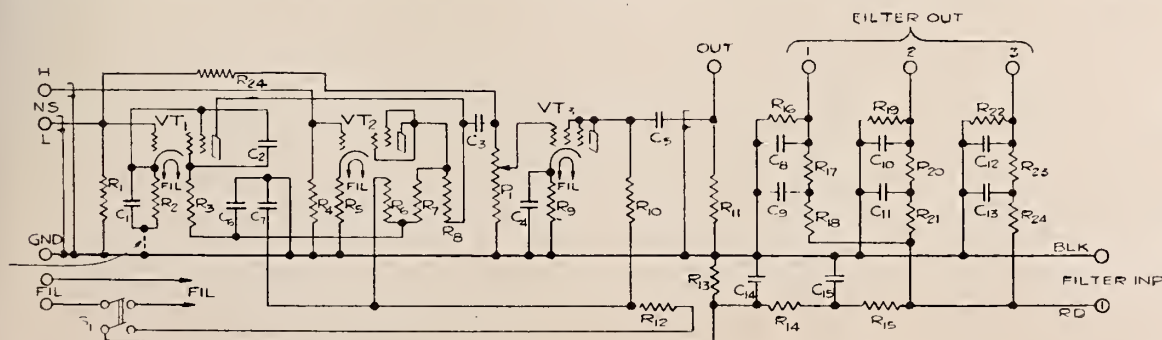 FILTER OUT
OUT
1
2
3
H
NS
L
R24
VT1
VT2
VT3
C2
C3
C5
R16
R19
R22
C8
C10
C12
R17
R20
R23
FIL
FIL
FIL
R1
C1
R2
R3
C6
C7
R4
R5
R6
R7
R8
P1
C4
R9
R10
R11
C9
C11
C13
R18
R21
R24
GND
BLK
FIL
FIL
R13
C14
C15
FILTER INP
S1
R12
R14
R15
RD